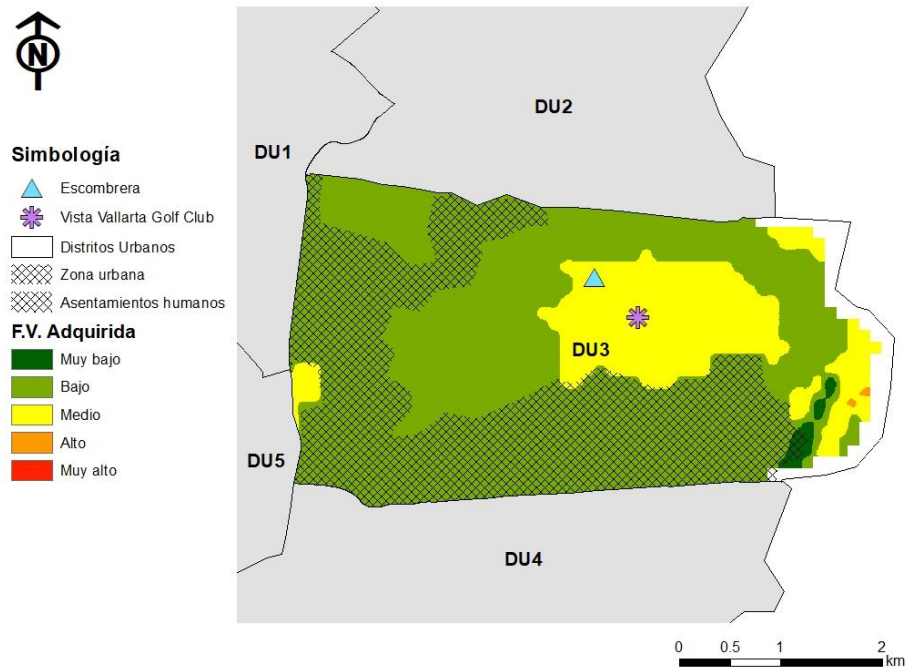 N
Simbología
Escombrera
Vista Vallarta Golf Club
Distritos Urbanos
Zona urbana
Asentamientos humanos
F.V. Adquirida
Muy bajo
Bajo
Medio
Alto
Muy alto
DU2
DU1
DU3
DU5
DU4
0 0.5 1 2
km